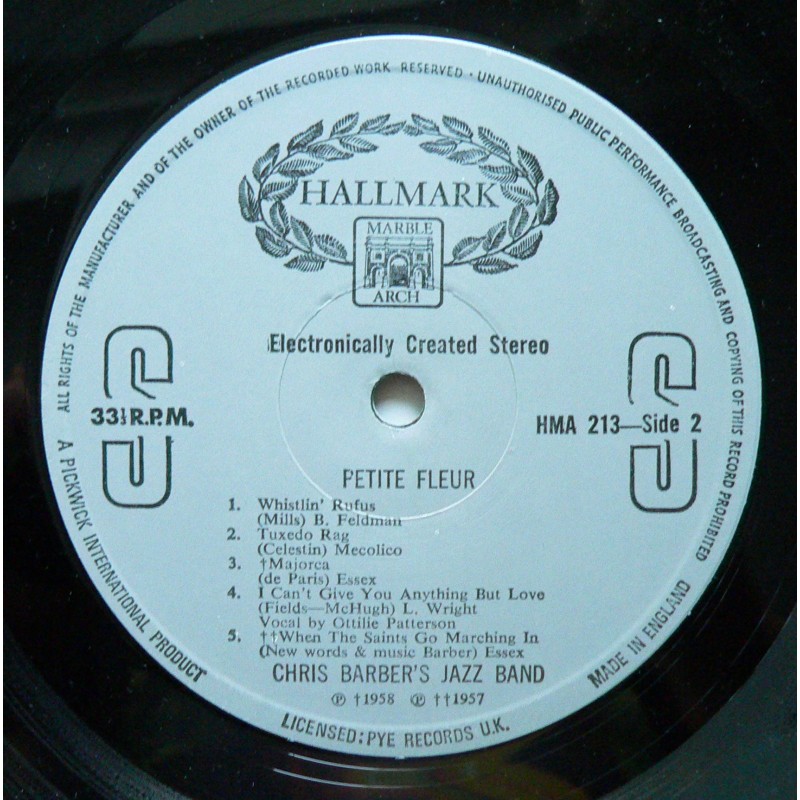 ALL RIGHTS OF THE MANUFACTURER AND OF THE OWNER OF THE RECORDED WORK RESERVED · UNAUTHORISED PUBLIC PERFORMANCE BROADCASTING AND COPYING OF THIS RECORD PROHIBITED
HALLMARK
MARBLE
ARCH
Electronically Created Stereo
33⅓ R.P.M.
HMA 213—Side 2
PETITE FLEUR
1. Whistlin' Rufus
(Mills) B. Feldman
2. Tuxedo Rag
(Celestin) Mecolico
3. †Majorca
(de Paris) Essex
4. I Can't Give You Anything But Love
(Fields—McHugh) L. Wright
Vocal by Ottilie Patterson
5. ††When The Saints Go Marching In
(New words & music Barber) Essex
CHRIS BARBER'S JAZZ BAND
℗ †1958 ℗ ††1957
A PICKWICK INTERNATIONAL PRODUCT
LICENSED: PYE RECORDS U.K.
MADE IN ENGLAND